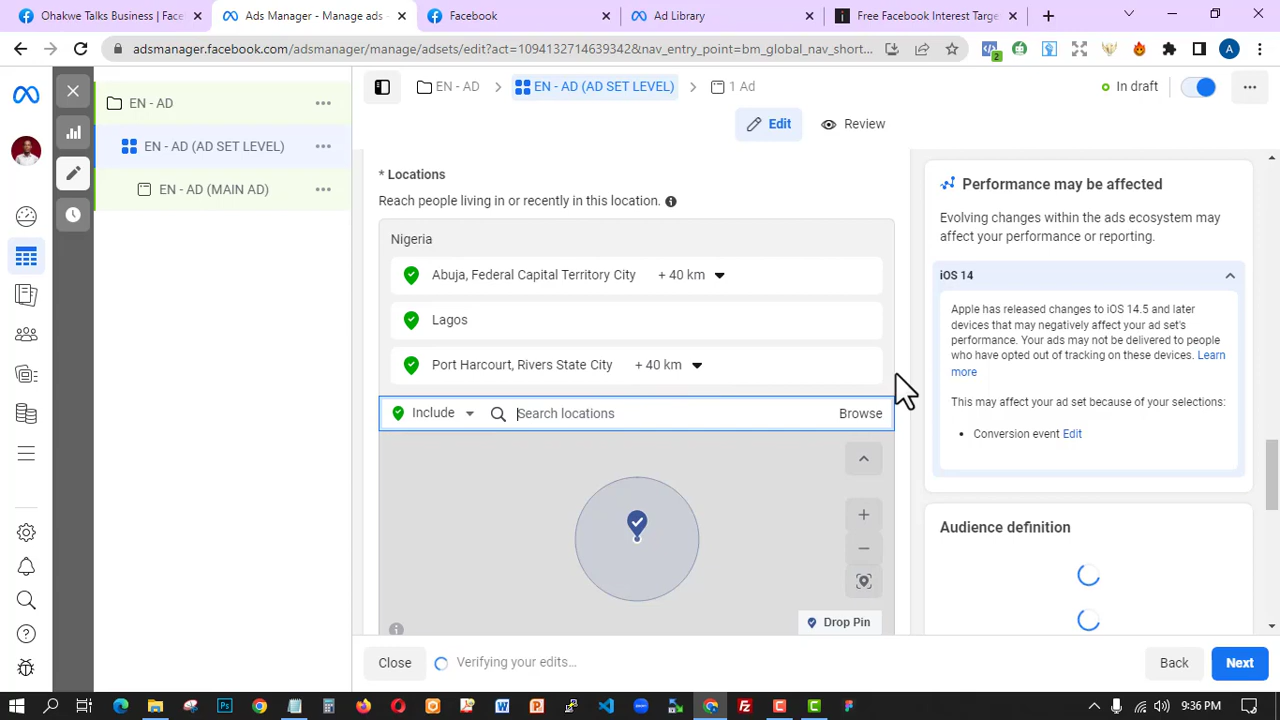 Ohakwe Talks Business | Face
Ads Manager - Manage ads -
Facebook
Ad Library
Free Facebook Interest Targe
adsmanager.facebook.com/adsmanager/manage/adsets/edit?act=109413271463934​2&nav_entry_point=bm_global_nav_short...
2
A
EN - AD
EN - AD (AD SET LEVEL)
EN - AD (MAIN AD)
EN - AD
EN - AD (AD SET LEVEL)
1 Ad
In draft
Edit
Review
* Locations
Reach people living in or recently in this location.
Nigeria
Abuja, Federal Capital Territory City + 40 km
Lagos
Port Harcourt, Rivers State City + 40 km
Include
Search locations
Browse
Drop Pin
Performance may be affected
Evolving changes within the ads ecosystem may
affect your performance or reporting.
iOS 14
Apple has released changes to iOS 14.5 and later
devices that may negatively affect your ad set's
performance. Your ads may not be delivered to people
who have opted out of tracking on these devices. Learn
more
This may affect your ad set because of your selections:
• Conversion event Edit
Audience definition
Close
Verifying your edits...
Back
Next
9:36 PM